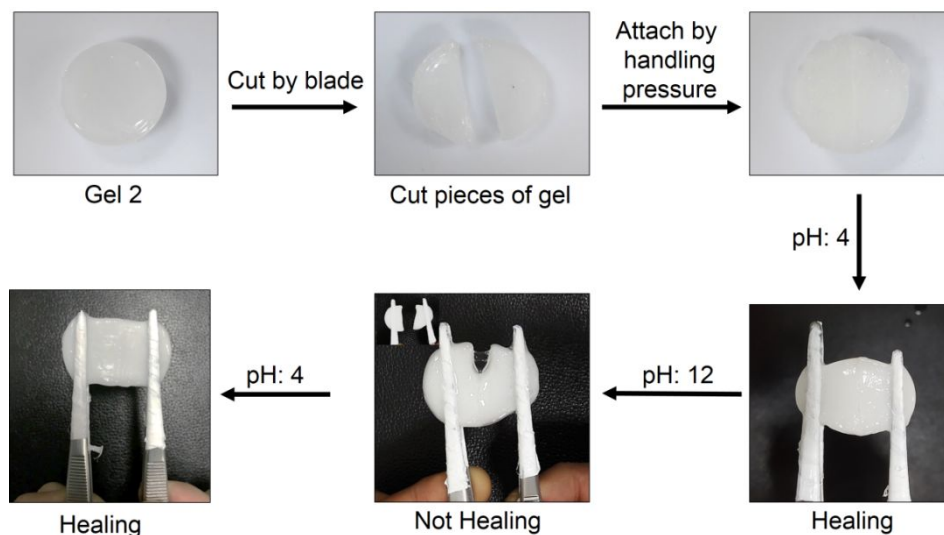 Cut by blade
Attach by
handling
pressure
Gel 2
Cut pieces of gel
pH: 4
pH: 4
pH: 12
Healing
Not Healing
Healing